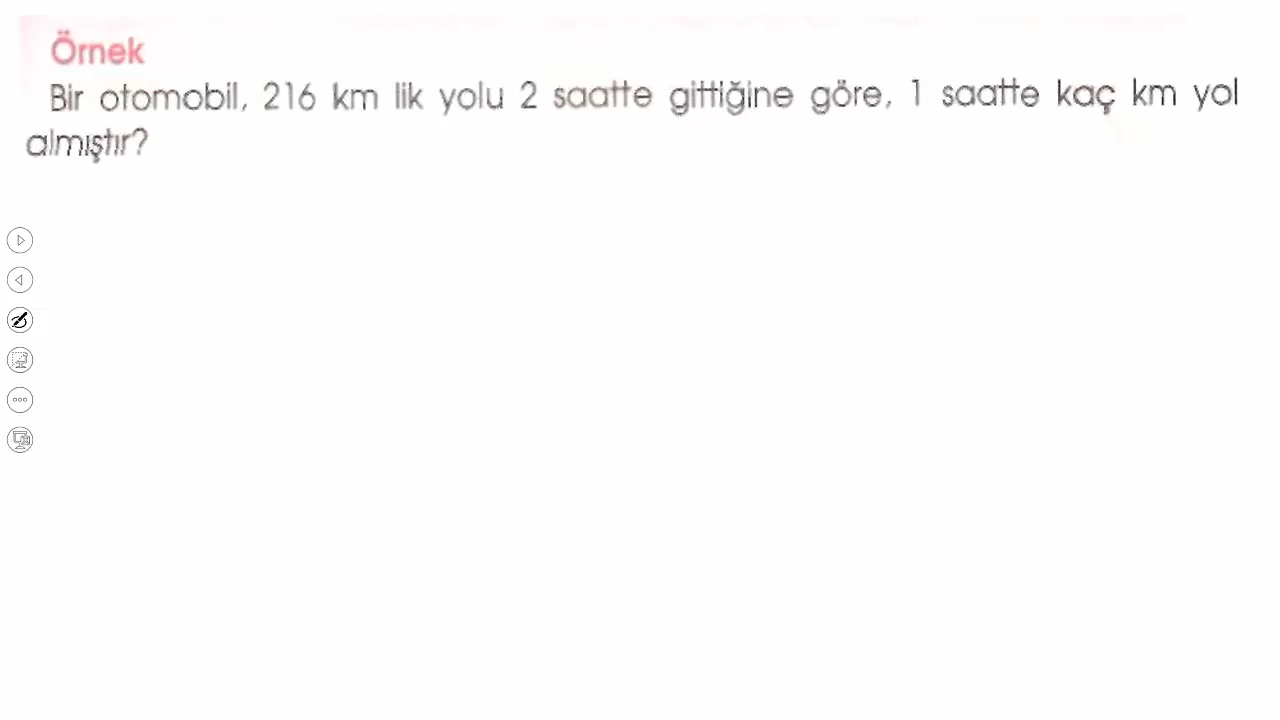 Örnek
Bir otomobil, 216 km lik yolu 2 saatte gittiğine göre, 1 saatte kaç km yol
almıştır?